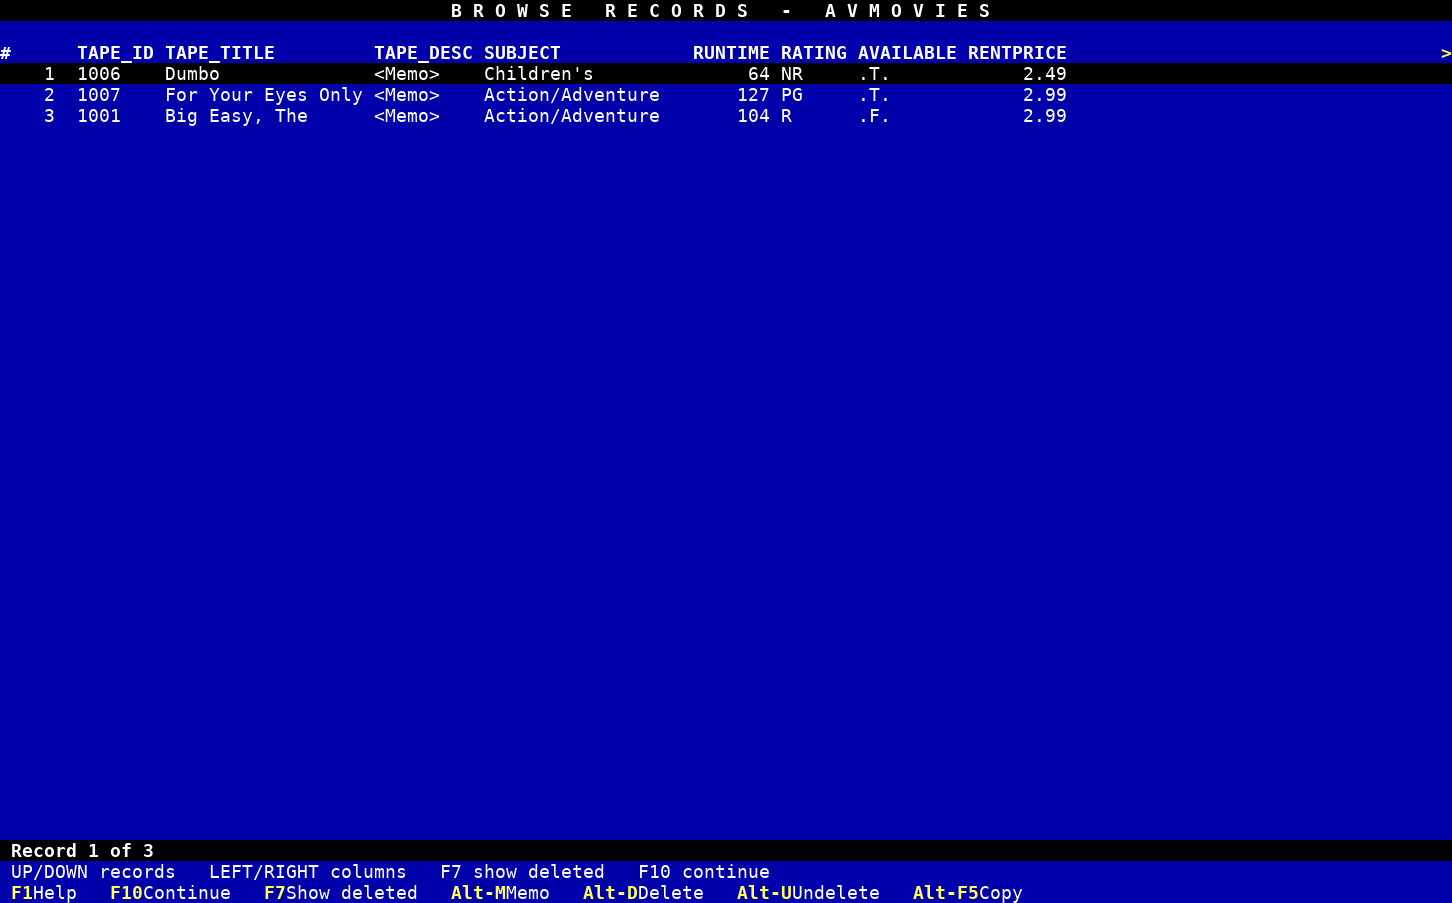 B R O W S E   R E C O R D S   -   A V M O V I E S
#      TAPE_ID TAPE_TITLE         TAPE_DESC SUBJECT            RUNTIME RATING AVAILABLE RENTPRICE                                  >
    1  1006    Dumbo              <Memo>    Children's              64 NR     .T.            2.49
    2  1007    For Your Eyes Only <Memo>    Action/Adventure       127 PG     .T.            2.99
    3  1001    Big Easy, The      <Memo>    Action/Adventure       104 R      .F.            2.99
Record 1 of 3
UP/DOWN records   LEFT/RIGHT columns   F7 show deleted   F10 continue
F1Help   F10Continue   F7Show deleted   Alt-MMemo   Alt-DDelete   Alt-UUndelete   Alt-F5Copy